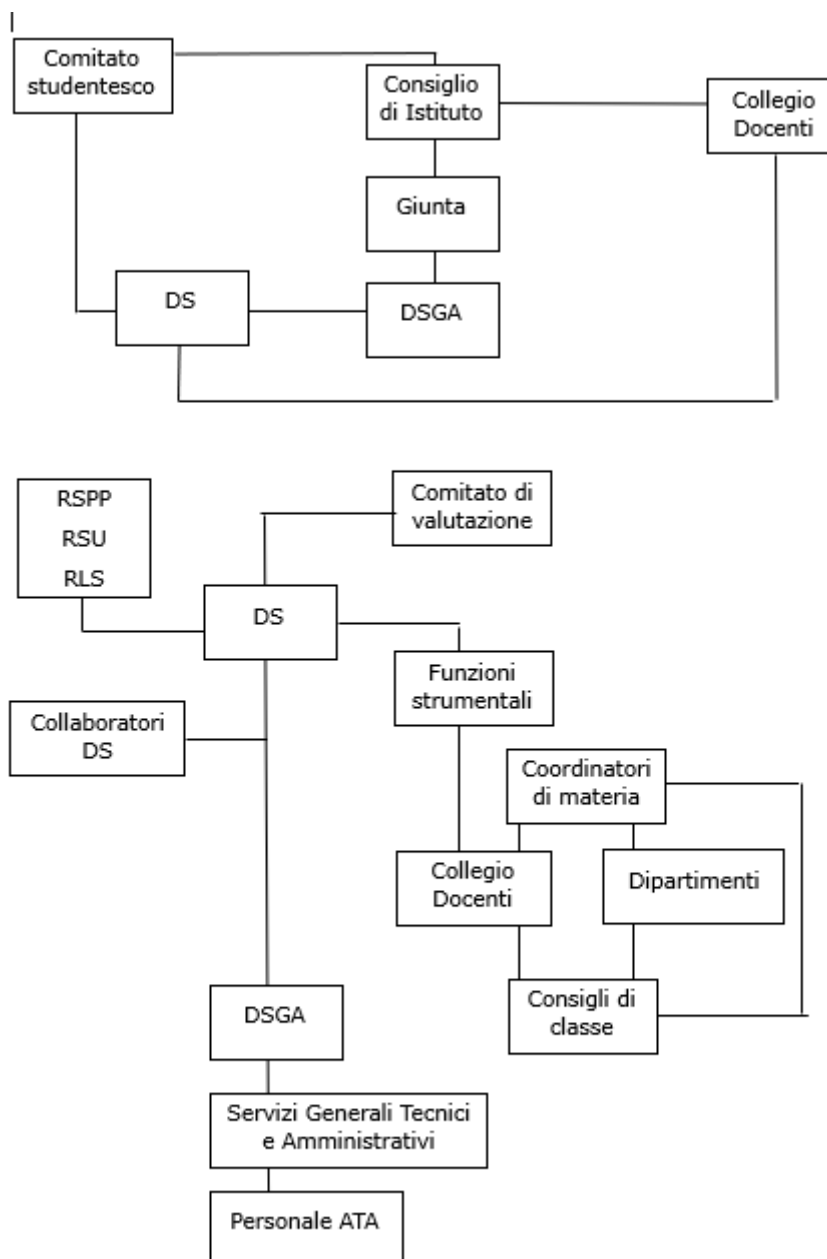 Comitato
studentesco
Consiglio
di Istituto
Collegio
Docenti
Giunta
DS
DSGA
RSPP
RSU
RLS
Comitato di
valutazione
DS
Funzioni
strumentali
Collaboratori
DS
Coordinatori
di materia
Collegio
Docenti
Dipartimenti
Consigli di
classe
DSGA
Servizi Generali Tecnici
e Amministrativi
Personale ATA